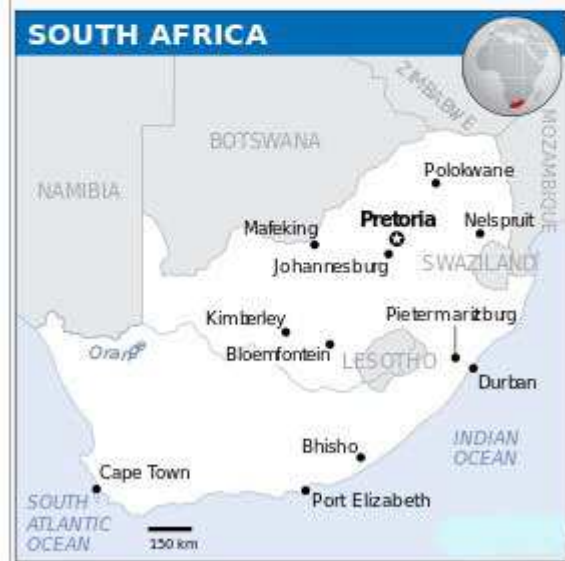 SOUTH AFRICA
ZIMBABWE
BOTSWANA
MOZAMBIQUE
NAMIBIA
Polokwane
Pretoria
Nelspruit
Mafeking
Johannesburg
SWAZILAND
Kimberley
Pietermaritzburg
Orange
Bloemfontein
LESOTHO
Durban
Bhisho
INDIAN
OCEAN
Cape Town
Port Elizabeth
SOUTH
ATLANTIC
OCEAN
150 km